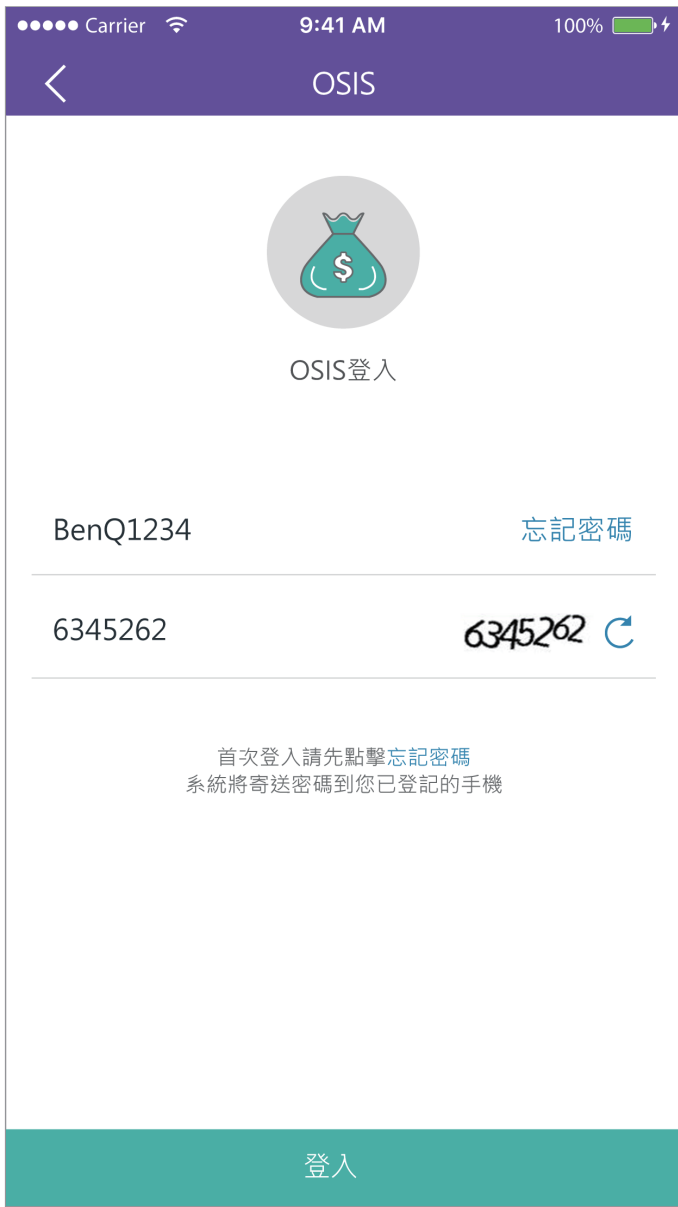 Carrier 9:41 AM 100%
OSIS
$
OSIS登入
BenQ1234 忘記密碼
6345262 6345262
首次登入請先點擊忘記密碼
系統將寄送密碼到您已登記的手機
登入